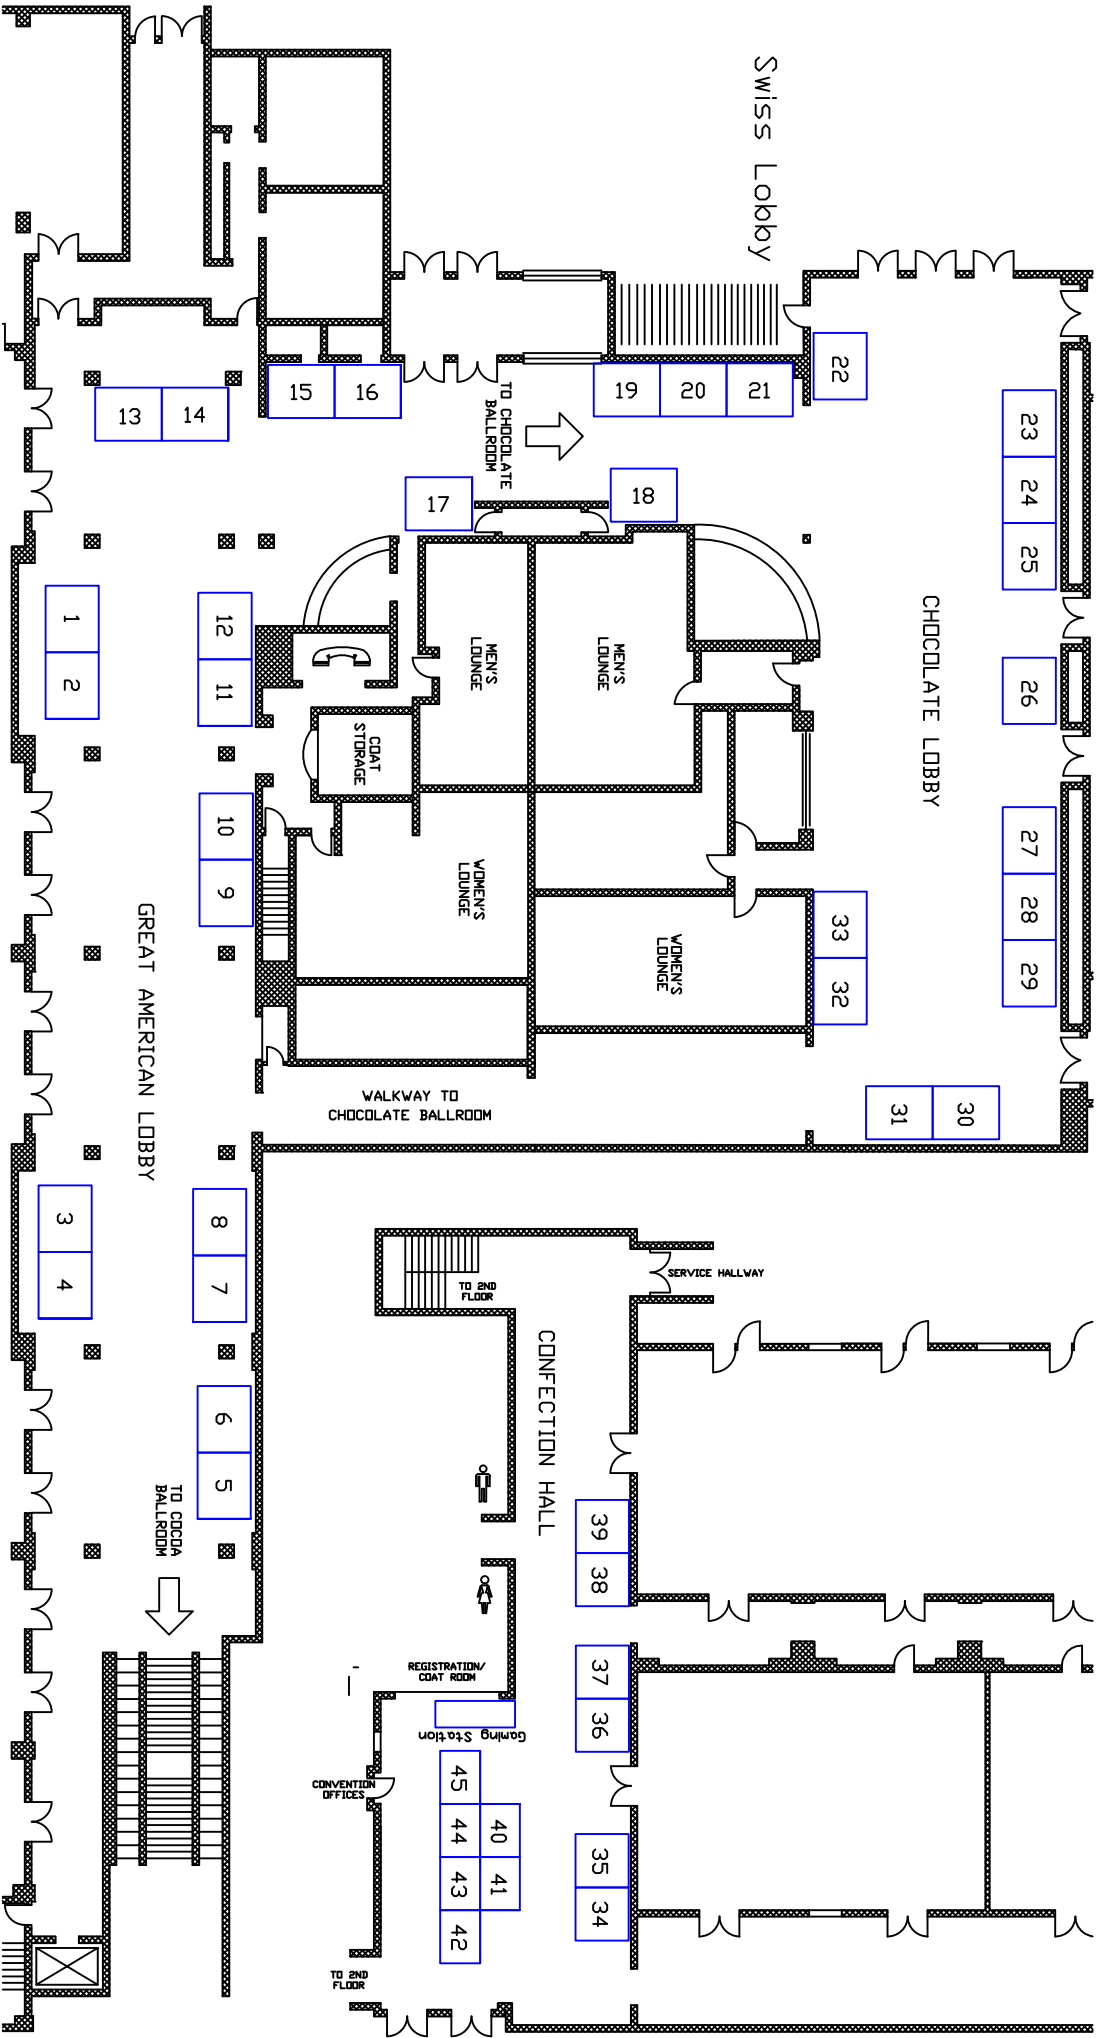 Swiss Lobby
22
15
16
19
20
21
13
14
TO CHOCOLATE
BALLROOM
23
24
25
17
18
1
2
12
11
MEN'S
LOUNGE
MEN'S
LOUNGE
CHOCOLATE LOBBY
26
COAT
STORAGE
10
9
27
28
29
WOMEN'S
LOUNGE
WOMEN'S
LOUNGE
33
32
GREAT AMERICAN LOBBY
WALKWAY TO
CHOCOLATE BALLROOM
31
30
3
4
8
7
TO 2ND
FLOOR
SERVICE HALLWAY
CONFECTION HALL
6
5
TO COCOA
BALLROOM
39
38
37
36
REGISTRATION/
COAT ROOM
Gaming Station
CONVENTION
OFFICES
45
44
43
42
40
41
35
34
TO 2ND
FLOOR